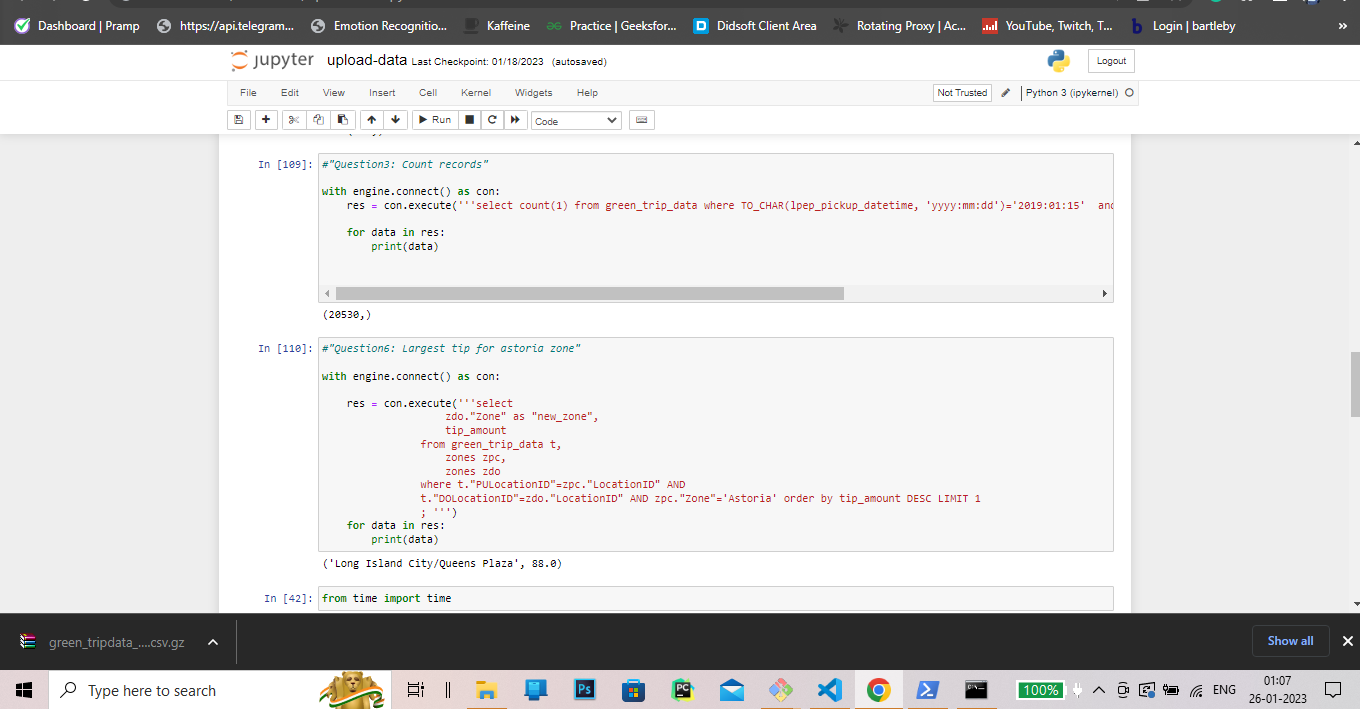 Dashboard | Pramp https://api.telegram... Emotion Recognitio... Kaffeine Practice | Geeksfor... Didsoft Client Area Rotating Proxy | Ac... YouTube, Twitch, T... Login | bartleby »
jupyter upload-data Last Checkpoint: 01/18/2023 (autosaved) Logout
File Edit View Insert Cell Kernel Widgets Help Not Trusted Python 3 (ipykernel)
Run Code
In [109]: #"Question3: Count records"
with engine.connect() as con:
res = con.execute('''select count(1) from green_trip_data where TO_CHAR(lpep_pickup_datetime, 'yyyy:mm:dd')='2019:01:15' and
for data in res:
print(data)
(20530,)
In [110]: #"Question6: Largest tip for astoria zone"
with engine.connect() as con:
res = con.execute('''select
zdo."Zone" as "new_zone",
tip_amount
from green_trip_data t,
zones zpc,
zones zdo
where t."PULocationID"=zpc."LocationID" AND
t."DOLocationID"=zdo."LocationID" AND zpc."Zone"='Astoria' order by tip_amount DESC LIMIT 1
; ''')
for data in res:
print(data)
('Long Island City/Queens Plaza', 88.0)
In [42]: from time import time
green_tripdata_....csv.gz Show all
Type here to search Ps PC 100% ENG 01:07
26-01-2023